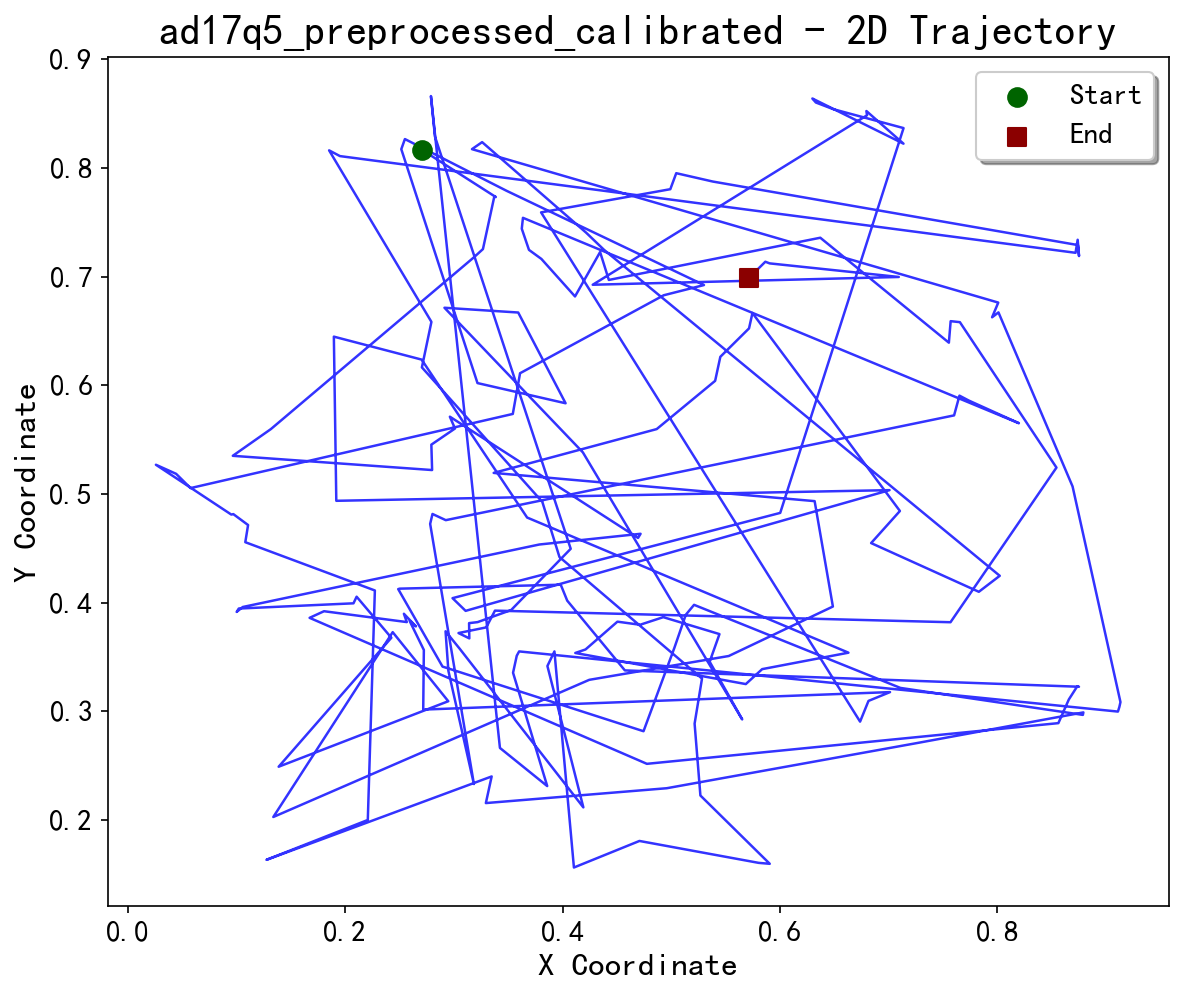 ad17q5_preprocessed_calibrated - 2D Trajectory
Start
End
Y Coordinate
0.9
0.8
0.7
0.6
0.5
0.4
0.3
0.2
0.0 0.2 0.4 0.6 0.8
X Coordinate